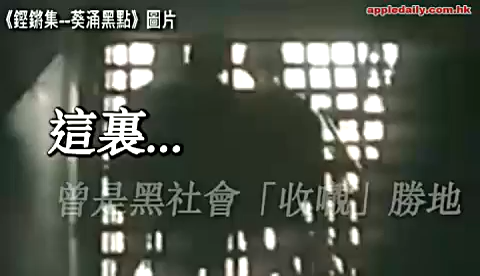 《鏗鏘集--葵涌黑點》圖片
appledaily.com.hk
這裏...
曾是黑社會「收嘅」勝地